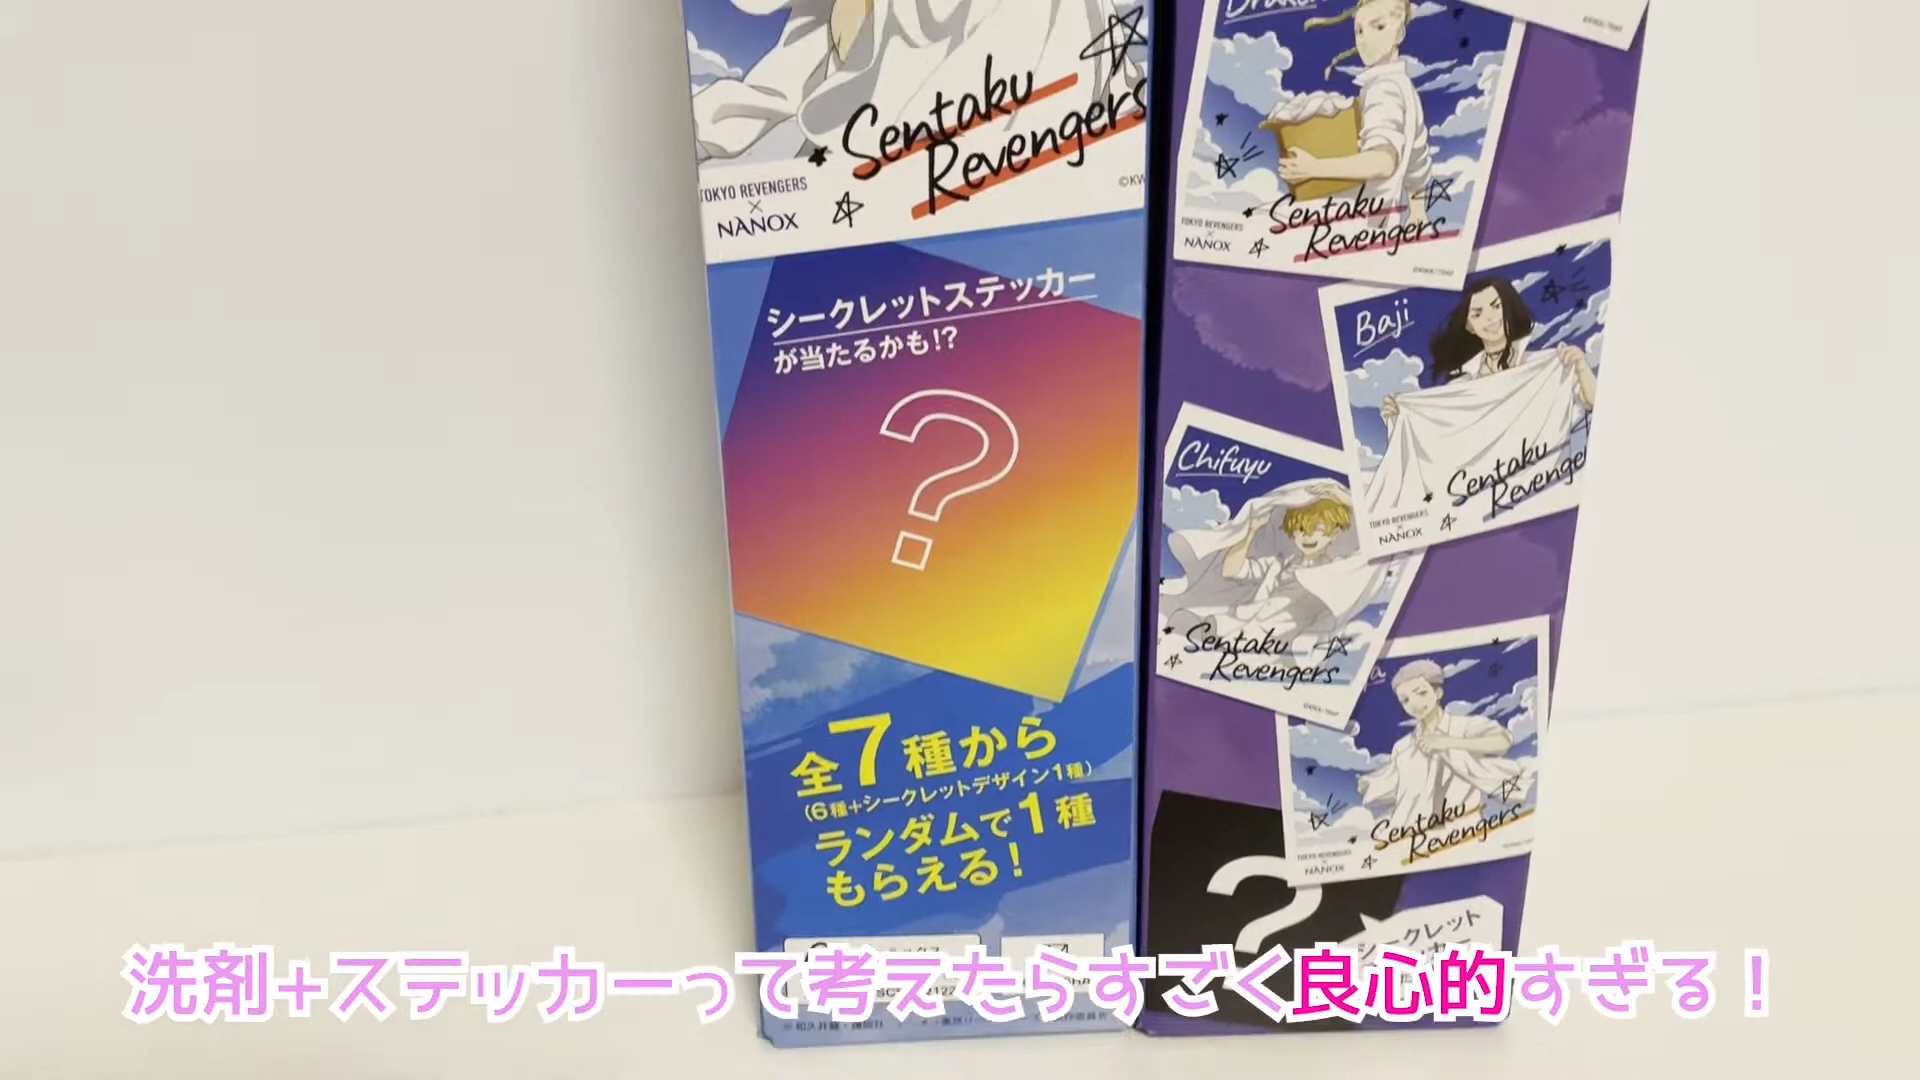 Sentaku
Revengers
TOKYO REVENGERS
×
NANOX
シークレットステッカー
が当たるかも!?
?
全7種から
(6種+シークレットデザイン1種)
ランダムで1種
もらえる!
Sentaku
Revengers
TOKYO REVENGERS
×
NANOX
Baji
Sentaku
Revenge
TOKYO REVENGERS
×
NANOX
Chifuyu
Sentaku
Revengers
Sentaku
Revengers
TOKYO REVENGERS
×
NANOX
?
シークレット
洗剤+ステッカーって考えたらすごく良心的すぎる!